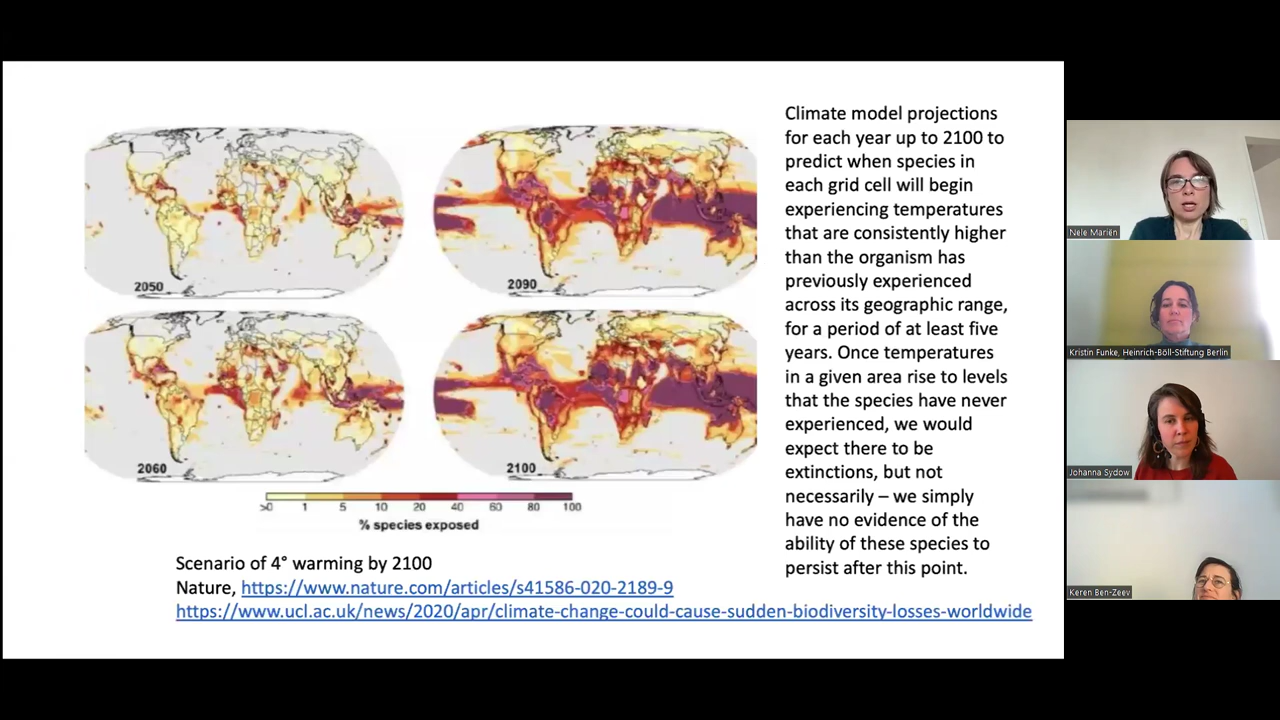 2050
2090
2060
2100
>0 1 5 10 20 40 60 80 100
% species exposed
Scenario of 4° warming by 2100
Nature, https://www.nature.com/articles/s41586-020-2189-9
https://www.ucl.ac.uk/news/2020/apr/climate-change-could-cause-sudden-biodiversity-losses-worldwide
Climate model projections
for each year up to 2100 to
predict when species in
each grid cell will begin
experiencing temperatures
that are consistently higher
than the organism has
previously experienced
across its geographic range,
for a period of at least five
years. Once temperatures
in a given area rise to levels
that the species have never
experienced, we would
expect there to be
extinctions, but not
necessarily – we simply
have no evidence of the
ability of these species to
persist after this point.
Nele Mariën
Kristin Funke, Heinrich-Böll-Stiftung Berlin
Johanna Sydow
Keren Ben-Zeev